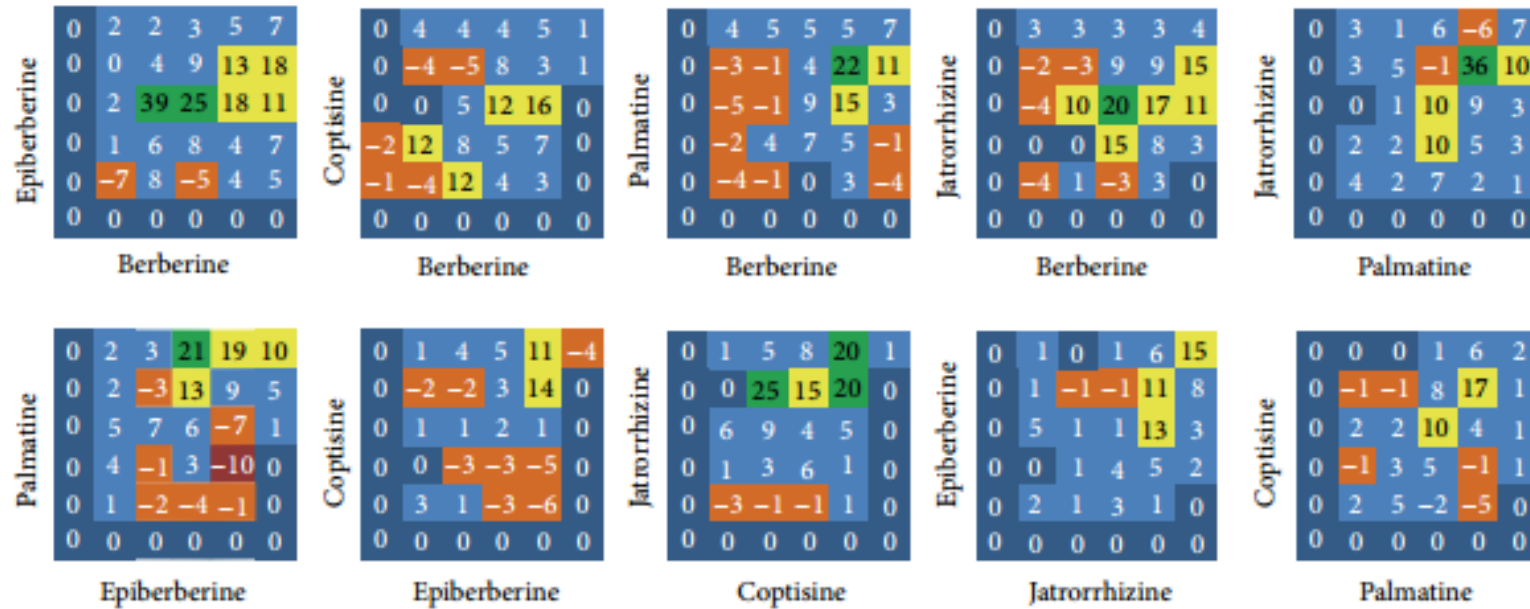 Epiberberine
0 2 2 3 5 7
0 0 4 9 13 18
0 2 39 25 18 11
0 1 6 8 4 7
0 −7 8 −5 4 5
0 0 0 0 0 0
Berberine
Coptisine
0 4 4 4 5 1
0 −4 −5 8 3 1
0 0 5 12 16 0
−2 12 8 5 7 0
−1 −4 12 4 3 0
0 0 0 0 0 0
Berberine
Palmatine
0 4 5 5 5 7
0 −3 −1 4 22 11
0 −5 −1 9 15 3
0 −2 4 7 5 −1
0 −4 −1 0 3 −4
0 0 0 0 0 0
Berberine
Jatrorrhizine
0 3 3 3 3 4
0 −2 −3 9 9 15
0 −4 10 20 17 11
0 0 0 15 8 3
0 −4 1 −3 3 0
0 0 0 0 0 0
Berberine
Jatrorrhizine
0 3 1 6 −6 7
0 3 5 −1 36 10
0 0 1 10 9 3
0 2 2 10 5 3
0 4 2 7 2 1
0 0 0 0 0 0
Palmatine
Palmatine
0 2 3 21 19 10
0 2 −3 13 9 5
0 5 7 6 −7 1
0 4 −1 3 −10 0
0 1 −2 −4 −1 0
0 0 0 0 0 0
Epiberberine
Coptisine
0 1 4 5 11 −4
0 −2 −2 3 14 0
0 1 1 2 1 0
0 0 −3 −3 −5 0
0 3 1 −3 −6 0
0 0 0 0 0 0
Epiberberine
Jatrorrhizine
0 1 5 8 20 1
0 0 25 15 20 0
0 6 9 4 5 0
0 1 3 6 1 0
0 −3 −1 −1 1 0
0 0 0 0 0 0
Coptisine
Epiberberine
0 1 0 1 6 15
0 1 −1 −1 11 8
0 5 1 1 13 3
0 0 1 4 5 2
0 2 1 3 1 0
0 0 0 0 0 0
Jatrorrhizine
Coptisine
0 0 0 1 6 2
0 −1 −1 8 17 1
0 2 2 10 4 1
0 −1 3 5 −1 1
0 2 5 −2 −5 0
0 0 0 0 0 0
Palmatine